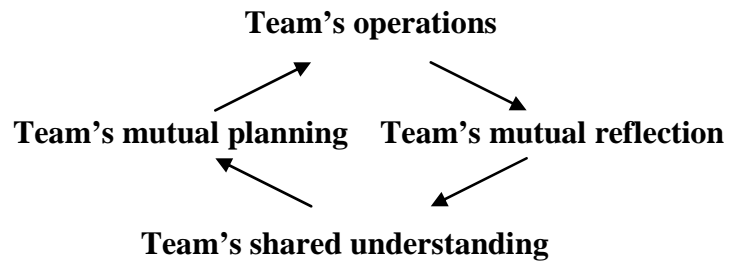 Team’s operations
Team’s mutual planning Team’s mutual reflection
Team’s shared understanding